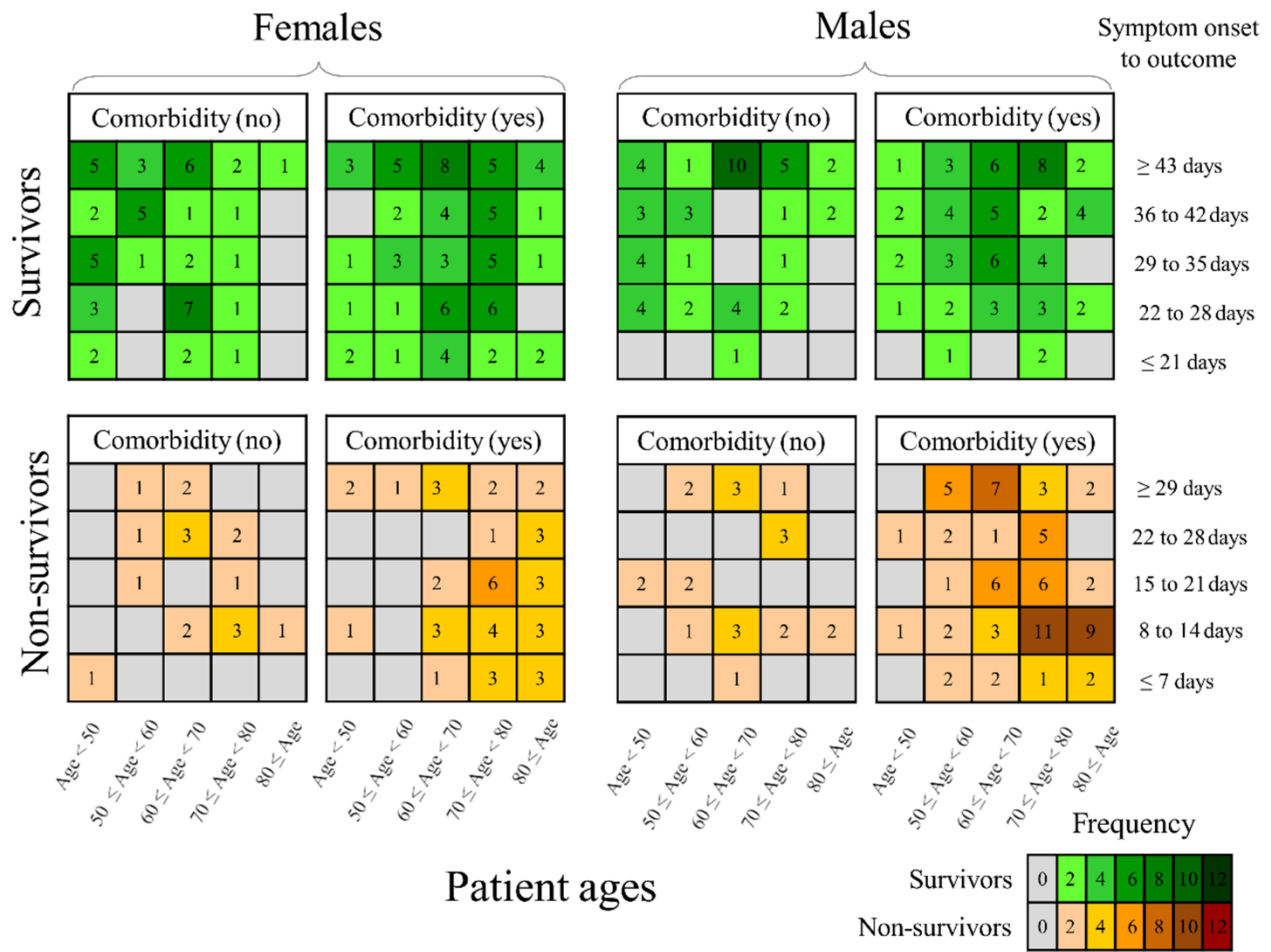 Females Males Symptom onset
to outcome
Comorbidity (no) Comorbidity (yes) Comorbidity (no) Comorbidity (yes)
Survivors
5 3 6 2 1 3 5 8 5 4 4 1 10 5 2 1 3 6 8 2 ≥ 43 days
2 5 1 1 2 4 5 1 3 3 1 2 2 4 5 2 4 36 to 42 days
5 1 2 1 1 3 3 5 1 4 1 1 2 3 6 4 29 to 35 days
3 7 1 1 1 6 6 4 2 4 2 1 2 3 3 2 22 to 28 days
2 2 1 2 1 4 2 2 1 1 2 ≤ 21 days
Comorbidity (no) Comorbidity (yes) Comorbidity (no) Comorbidity (yes)
Non-survivors
1 2 2 1 3 2 2 2 3 1 5 7 3 2 ≥ 29 days
1 3 2 1 3 3 1 2 1 5 22 to 28 days
1 1 2 6 3 2 2 1 6 6 2 15 to 21 days
2 3 1 1 3 4 3 1 3 2 2 1 2 3 11 9 8 to 14 days
1 1 3 3 1 2 2 1 2 ≤ 7 days
Age < 50 50 ≤ Age < 60 60 ≤ Age < 70 70 ≤ Age < 80 80 ≤ Age Age < 50 50 ≤ Age < 60 60 ≤ Age < 70 70 ≤ Age < 80 80 ≤ Age Age < 50 50 ≤ Age < 60 60 ≤ Age < 70 70 ≤ Age < 80 80 ≤ Age Age < 50 50 ≤ Age < 60 60 ≤ Age < 70 70 ≤ Age < 80 80 ≤ Age
Patient ages
Frequency
Survivors 0 2 4 6 8 10 12
Non-survivors 0 2 4 6 8 10 12